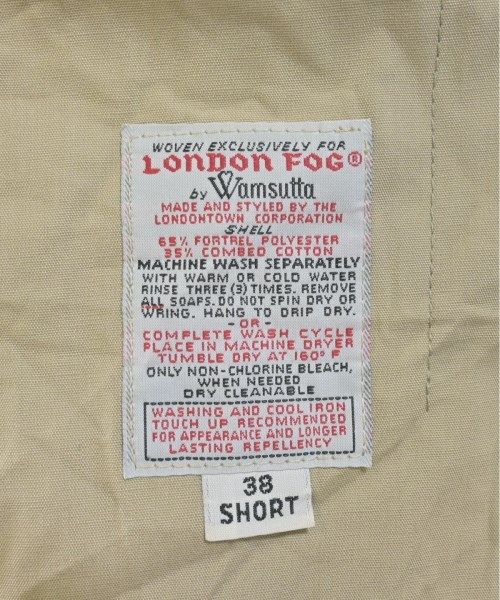 WOVEN EXCLUSIVELY FOR
LONDON FOG®
by Wamsutta
MADE AND STYLED BY THE
LONDONTOWN CORPORATION
SHELL
65% FORTREL POLYESTER
35% COMBED COTTON
MACHINE WASH SEPARATELY
WITH WARM OR COLD WATER
RINSE THREE (3) TIMES. REMOVE
ALL SOAPS. DO NOT SPIN DRY OR
WRING. HANG TO DRIP DRY.
-OR-
COMPLETE WASH CYCLE
PLACE IN MACHINE DRYER
TUMBLE DRY AT 160° F
ONLY NON-CHLORINE BLEACH,
WHEN NEEDED
DRY CLEANABLE
WASHING AND COOL IRON
TOUCH UP RECOMMENDED
FOR APPEARANCE AND LONGER
LASTING REPELLENCY
38
SHORT